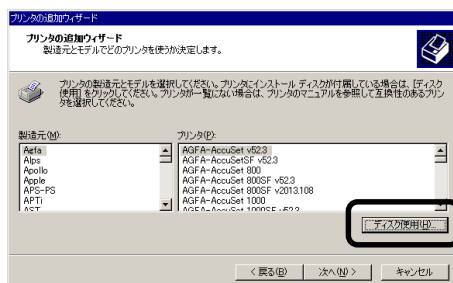 プリンタの追加ウィザード
プリンタの追加ウィザード
製造元とモデルでどのプリンタを使うか決定します。
プリンタの製造元とモデルを選択してください。プリンタにインストール ディスクが付属している場合は、[ディスク
使用] をクリックしてください。プリンタが一覧にない場合は、プリンタのマニュアルを参照して互換性のあるプリン
タを選択してください。
製造元(M):
プリンタ(P):
Agfa
Alps
Apollo
Apple
APS-PS
APTi
AST
AGFA-AccuSet v52.3
AGFA-AccuSetSF v52.3
AGFA-AccuSet 800
AGFA-AccuSet 800SF v52.3
AGFA-AccuSet 800SF v2013.108
AGFA-AccuSet 1000
AGFA-AccuSet 1000SF v52.3
ディスク使用(H)...
< 戻る(B)
次へ(N) >
キャンセル